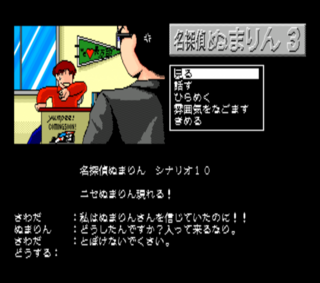 名探偵ぬまりん3
見る
話す
ひらめく
雰囲気をなごます
きめる
名探偵ぬまりん シナリオ10
ニセぬまりん現れる!
さわだ :私はぬまりんさんを信じていたのに!!
ぬまりん :どうしたんですか?入って来るなり。
さわだ :とぼけないでくさい。
どうする: